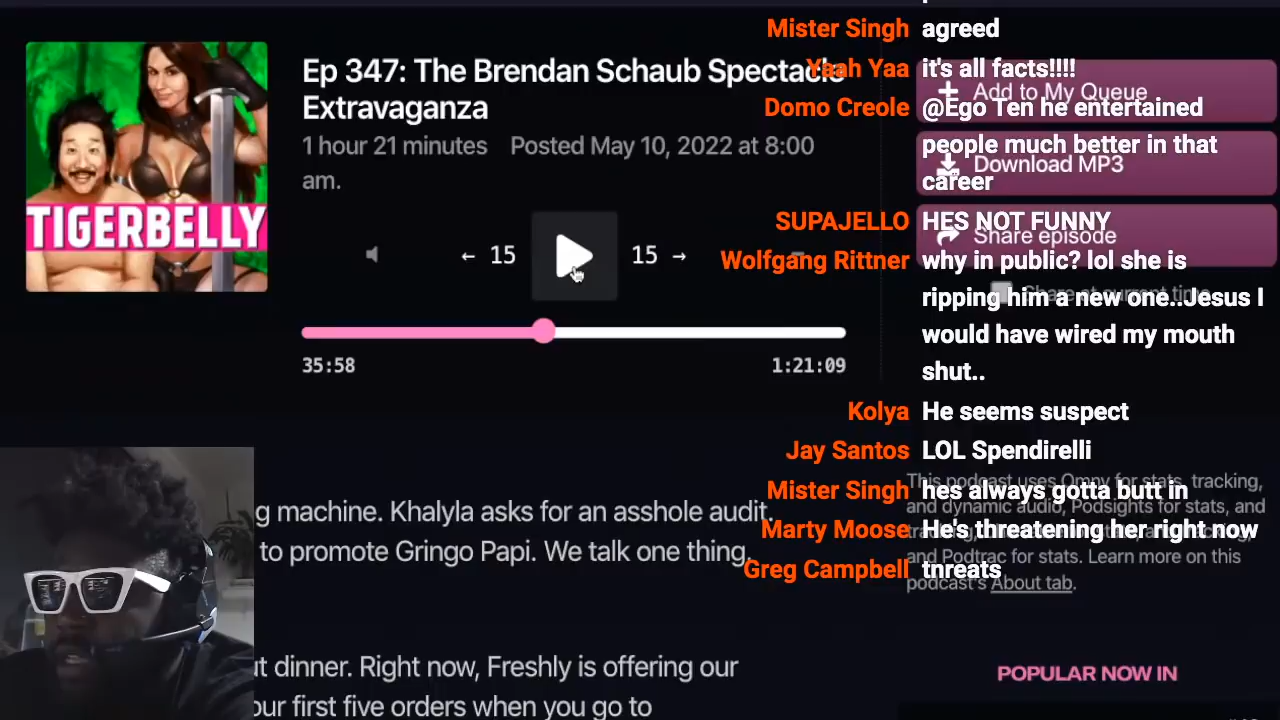 Ep 347: The Brendan Schaub Spectacle
Extravaganza
1 hour 21 minutes Posted May 10, 2022 at 8:00
am.
TIGERBELLY
← 15
15 →
35:58
1:21:09
g machine. Khalyla asks for an asshole audit.
to promote Gringo Papi. We talk one thing,
ut dinner. Right now, Freshly is offering our
our first five orders when you go to
Mister Singh agreed
Yeah Yaa it's all facts!!!!
Domo Creole @Ego Ten he entertained
people much better in that
career
SUPAJELLO HES NOT FUNNY
Wolfgang Rittner why in public? lol she is
ripping him a new one..Jesus I
would have wired my mouth
shut..
Kolya He seems suspect
Jay Santos LOL Spendirelli
Mister Singh hes always gotta butt in
Marty Moose He's threatening her right now
Greg Campbell tnreats
Add to My Queue
Download MP3
Share episode
Share at current time
This podcast uses Omny for stats, tracking,
and dynamic audio, Podsights for stats, and
and Podtrac for stats. Learn more on this
podcast's About tab.
POPULAR NOW IN